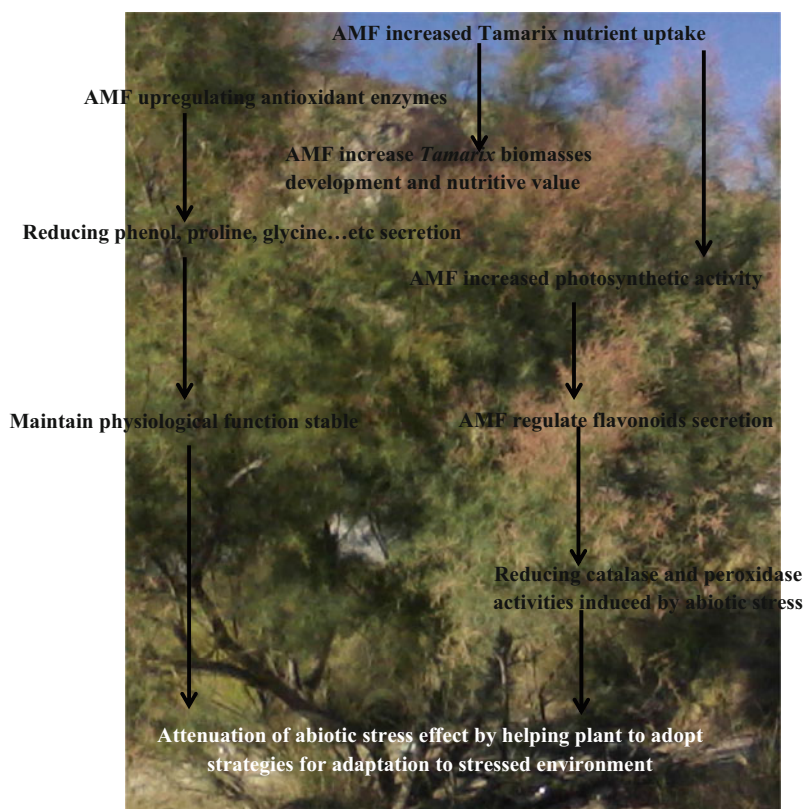 AMF increased Tamarix nutrient uptake
AMF upregulating antioxidant enzymes
AMF increase Tamarix biomasses
development and nutritive value
Reducing phenol, proline, glycine…etc secretion
AMF increased photosynthetic activity
Maintain physiological function stable
AMF regulate flavonoids secretion
Reducing catalase and peroxidase
activities induced by abiotic stress
Attenuation of abiotic stress effect by helping plant to adopt
strategies for adaptation to stressed environment